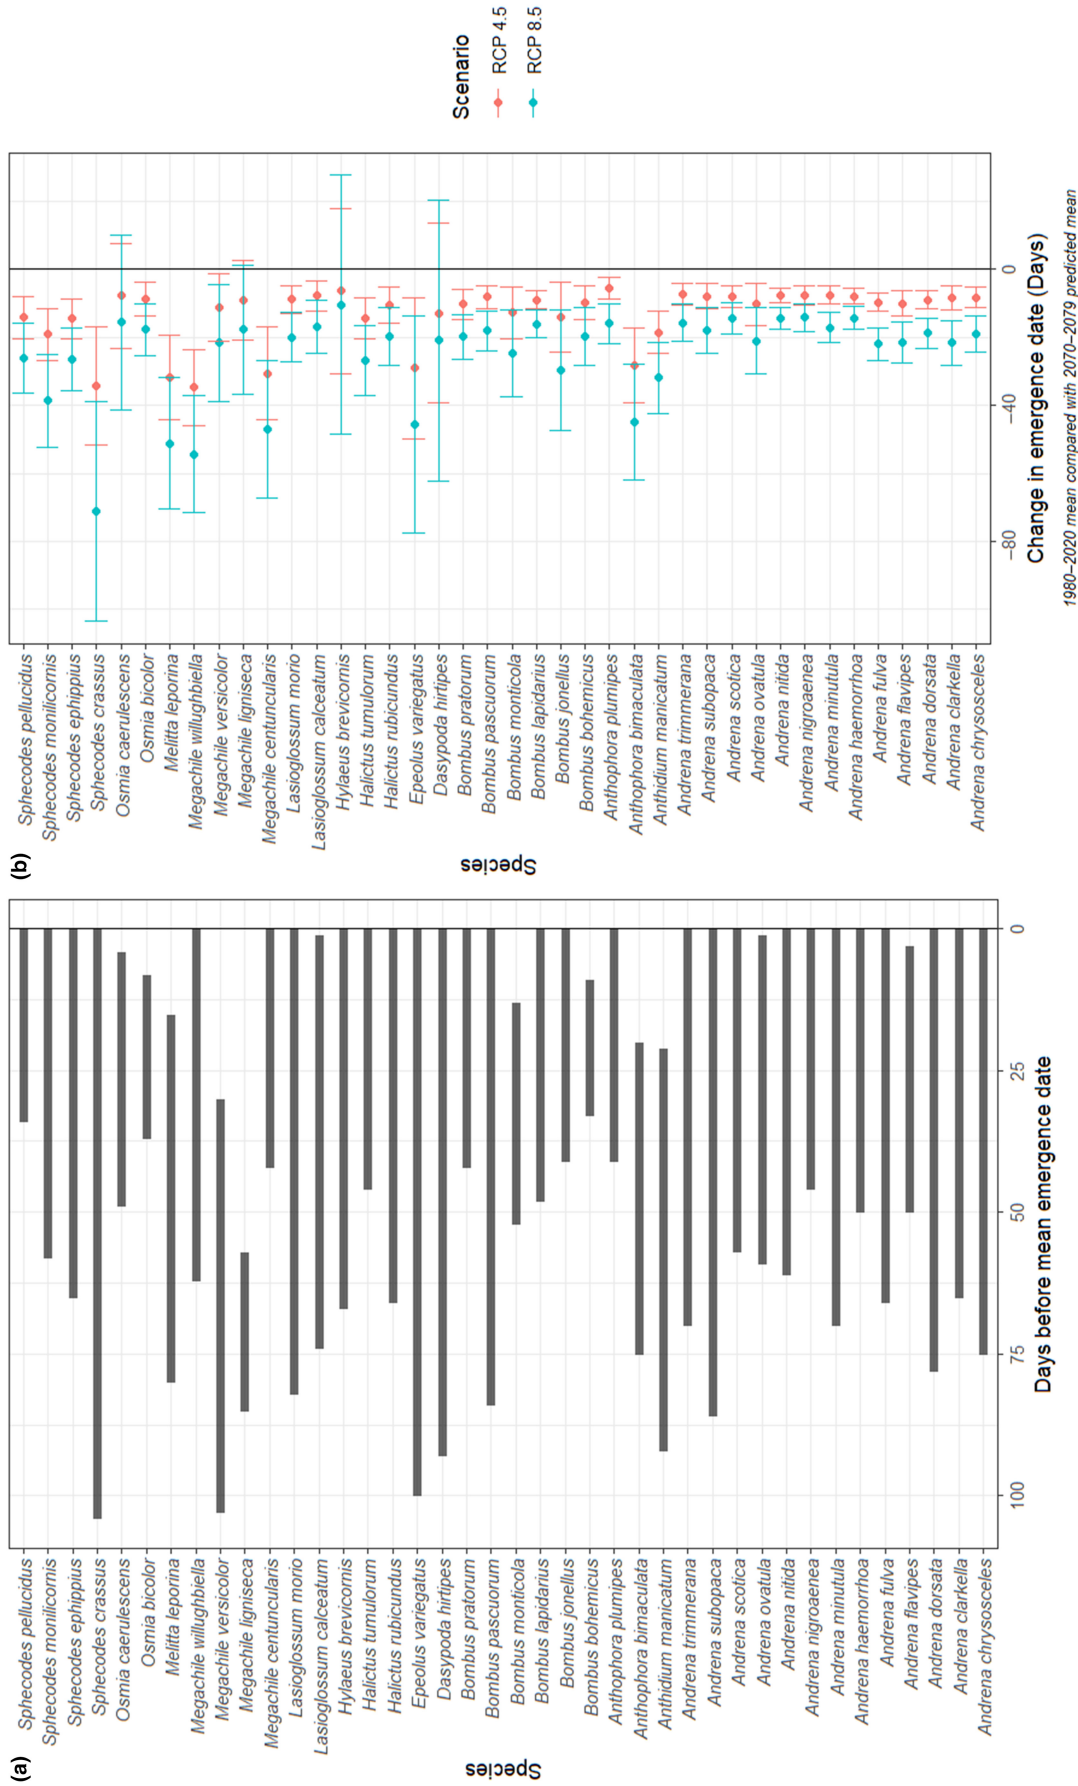 (a)
Species
Sphecodes pellucidus
Sphecodes monilicornis
Sphecodes ephippius
Sphecodes crassus
Osmia caerulescens
Osmia bicolor
Melitta leporina
Megachile willughbiella
Megachile versicolor
Megachile ligniseca
Megachile centuncularis
Lasioglossum morio
Lasioglossum calceatum
Hylaeus brevicornis
Halictus tumulorum
Halictus rubicundus
Epeolus variegatus
Dasypoda hirtipes
Bombus pratorum
Bombus pascuorum
Bombus monticola
Bombus lapidarius
Bombus jonellus
Bombus bohemicus
Anthophora plumipes
Anthophora bimaculata
Anthidium manicatum
Andrena trimmerana
Andrena subopaca
Andrena scotica
Andrena ovatula
Andrena nitida
Andrena nigroaenea
Andrena minutula
Andrena haemorrhoa
Andrena fulva
Andrena flavipes
Andrena dorsata
Andrena clarkella
Andrena chrysosceles
100 75 50 25 0
Days before mean emergence date
(b)
Species
Sphecodes pellucidus
Sphecodes monilicornis
Sphecodes ephippius
Sphecodes crassus
Osmia caerulescens
Osmia bicolor
Melitta leporina
Megachile willughbiella
Megachile versicolor
Megachile ligniseca
Megachile centuncularis
Lasioglossum morio
Lasioglossum calceatum
Hylaeus brevicornis
Halictus tumulorum
Halictus rubicundus
Epeolus variegatus
Dasypoda hirtipes
Bombus pratorum
Bombus pascuorum
Bombus monticola
Bombus lapidarius
Bombus jonellus
Bombus bohemicus
Anthophora plumipes
Anthophora bimaculata
Anthidium manicatum
Andrena trimmerana
Andrena subopaca
Andrena scotica
Andrena ovatula
Andrena nitida
Andrena nigroaenea
Andrena minutula
Andrena haemorrhoa
Andrena fulva
Andrena flavipes
Andrena dorsata
Andrena clarkella
Andrena chrysosceles
−80 −40 0
Change in emergence date (Days)
1980−2020 mean compared with 2070−2079 predicted mean
Scenario
RCP 4.5
RCP 8.5